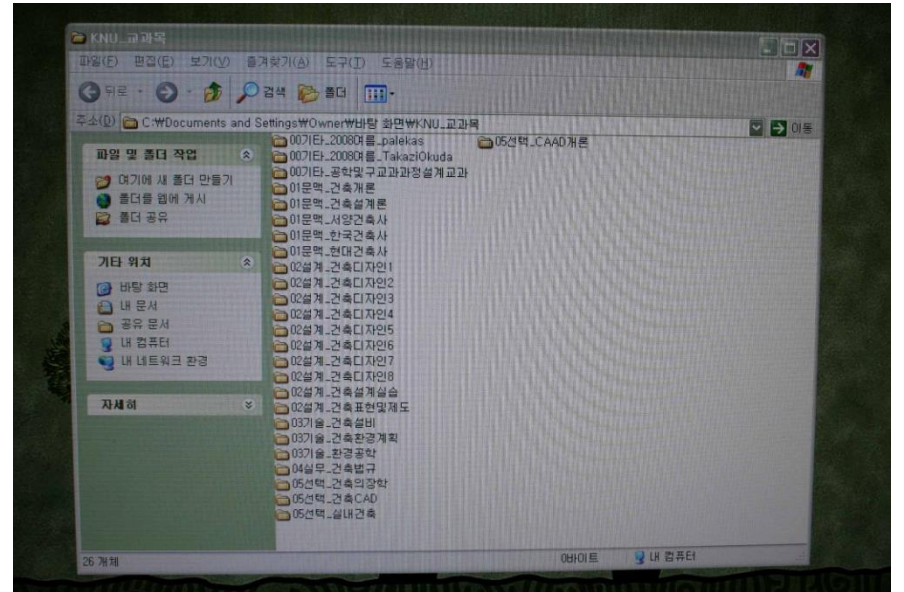 KNU_교과목
파일(F) 편집(E) 보기(V) 즐겨찾기(A) 도구(T) 도움말(H)
뒤로 검색 폴더
주소(D) C:₩Documents and Settings₩Owner₩바탕 화면₩KNU_교과목 이동
파일 및 폴더 작업
여기에 새 폴더 만들기
폴더를 웹에 게시
폴더 공유
기타 위치
바탕 화면
내 문서
공유 문서
내 컴퓨터
내 네트워크 환경
자세히
00기타_2008여름_palekas
00기타_2008여름_TakaziOkuda
00기타_공학및구교과과정설계교과
01문맥_건축개론
01문맥_건축설계론
01문맥_서양건축사
01문맥_한국건축사
01문맥_현대건축사
02설계_건축디자인1
02설계_건축디자인2
02설계_건축디자인3
02설계_건축디자인4
02설계_건축디자인5
02설계_건축디자인6
02설계_건축디자인7
02설계_건축디자인8
02설계_건축설계실습
02설계_건축표현및제도
03기술_건축설비
03기술_건축환경계획
03기술_환경공학
04실무_건축법규
05선택_건축의장학
05선택_건축CAD
05선택_실내건축
05선택_CAAD개론
26 개체 0바이트 내 컴퓨터